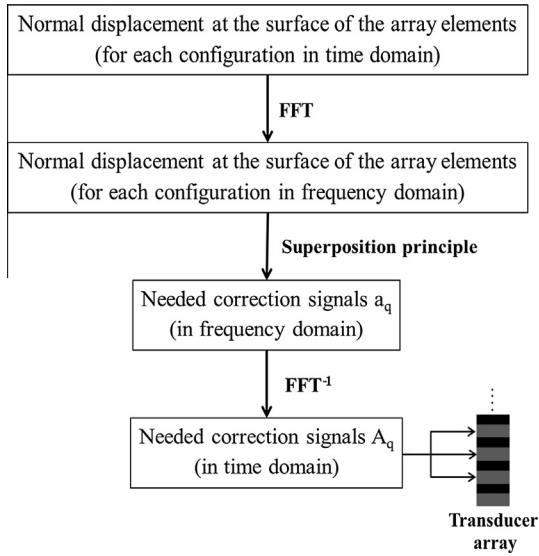 Normal displacement at the surface of the array elements
(for each configuration in time domain)
FFT
Normal displacement at the surface of the array elements
(for each configuration in frequency domain)
Superposition principle
Needed correction signals aq
(in frequency domain)
FFT-1
Needed correction signals Aq
(in time domain)
Transducer
array